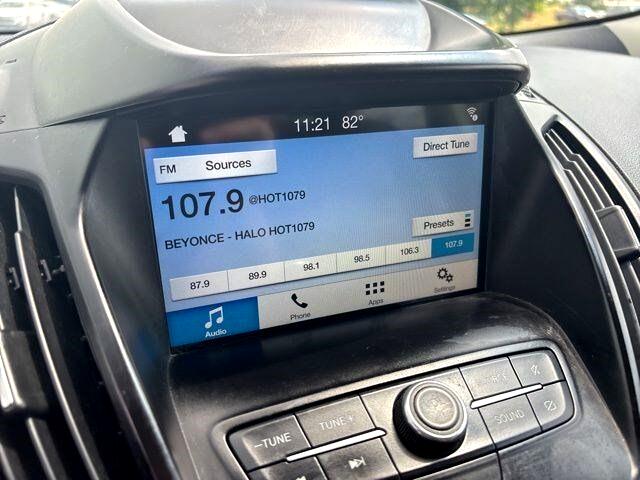 11:21 82°
FM Sources
Direct Tune
107.9 @HOT1079
BEYONCE - HALO HOT1079
Presets
87.9 89.9 98.1 98.5 106.3 107.9
Audio Phone Apps Settings
–TUNE TUNE+
SOUND